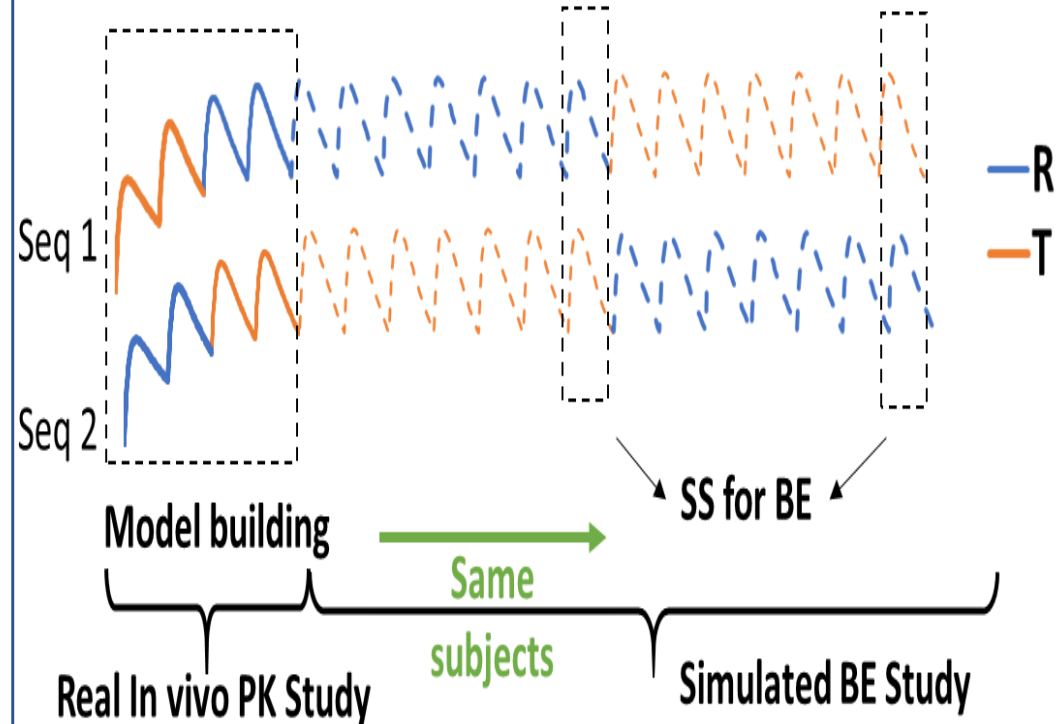 R
Seq 1
T
Seq 2
SS for BE
Model building
Same
subjects
Real In vivo PK Study
Simulated BE Study